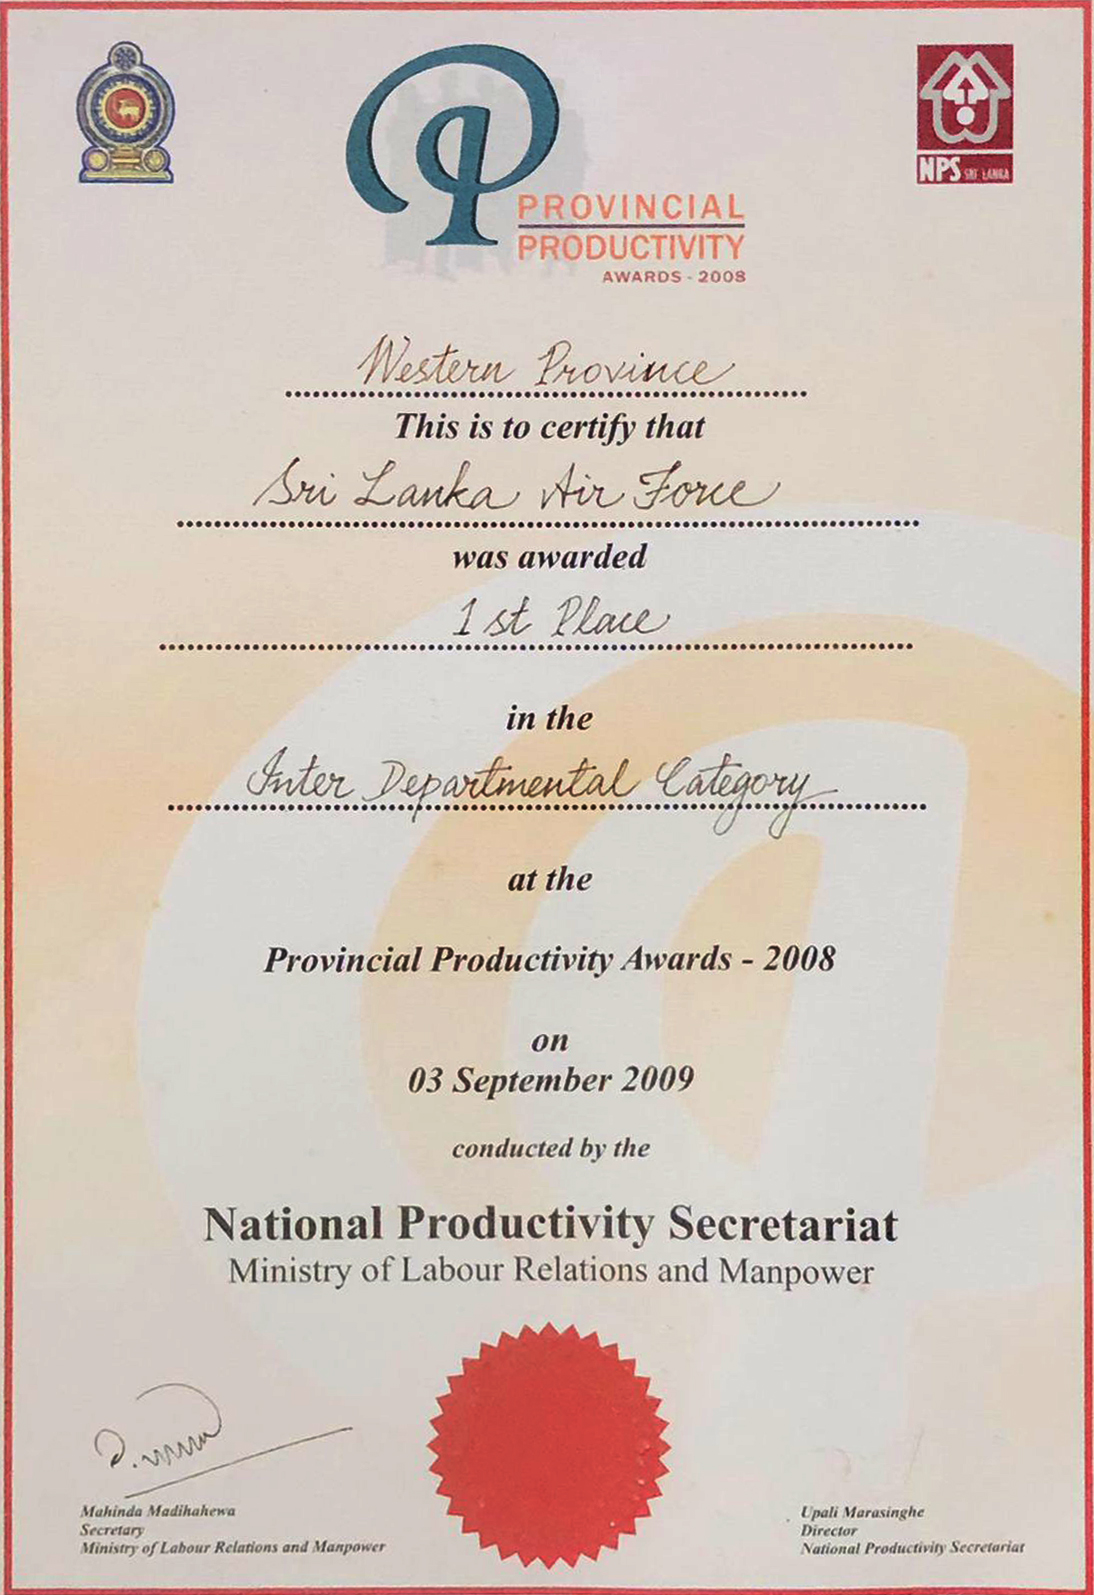 PROVINCIAL
PRODUCTIVITY
AWARDS - 2008
NPS SRI LANKA
Western Province
This is to certify that
Sri Lanka Air Force
was awarded
1st Place
in the
Inter Departmental Category
at the
Provincial Productivity Awards - 2008
on
03 September 2009
conducted by the
National Productivity Secretariat
Ministry of Labour Relations and Manpower
Mahinda Madihahewa
Secretary
Ministry of Labour Relations and Manpower
Upali Marasinghe
Director
National Productivity Secretariat